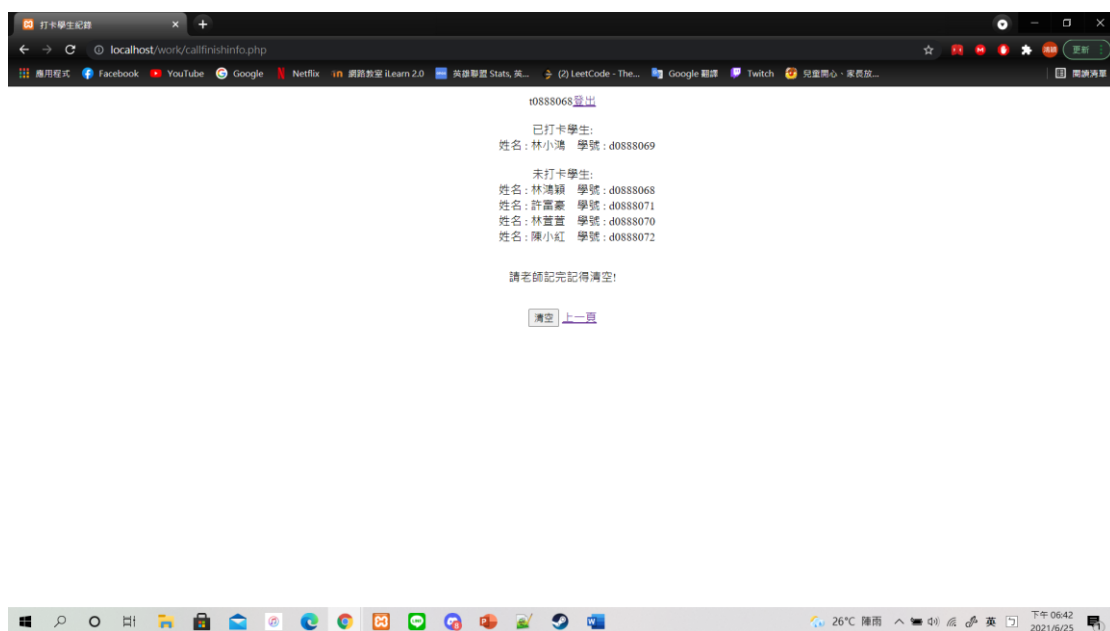 打卡學生紀錄
localhost/work/callfinishinfo.php
更新
應用程式 Facebook YouTube Google Netflix 網路教室 iLearn 2.0 英雄聯盟 Stats, 英... (2) LeetCode - The... Google 翻譯 Twitch 兒童開心、家長放... 閱讀清單
t0888068登出
已打卡學生:
姓名 : 林小鴻 學號 : d0888069
未打卡學生:
姓名 : 林鴻穎 學號 : d0888068
姓名 : 許富豪 學號 : d0888071
姓名 : 林萱萱 學號 : d0888070
姓名 : 陳小紅 學號 : d0888072
請老師記完記得清空!
清空 上一頁
26°C 陣雨 英 下午 06:42
2021/6/25